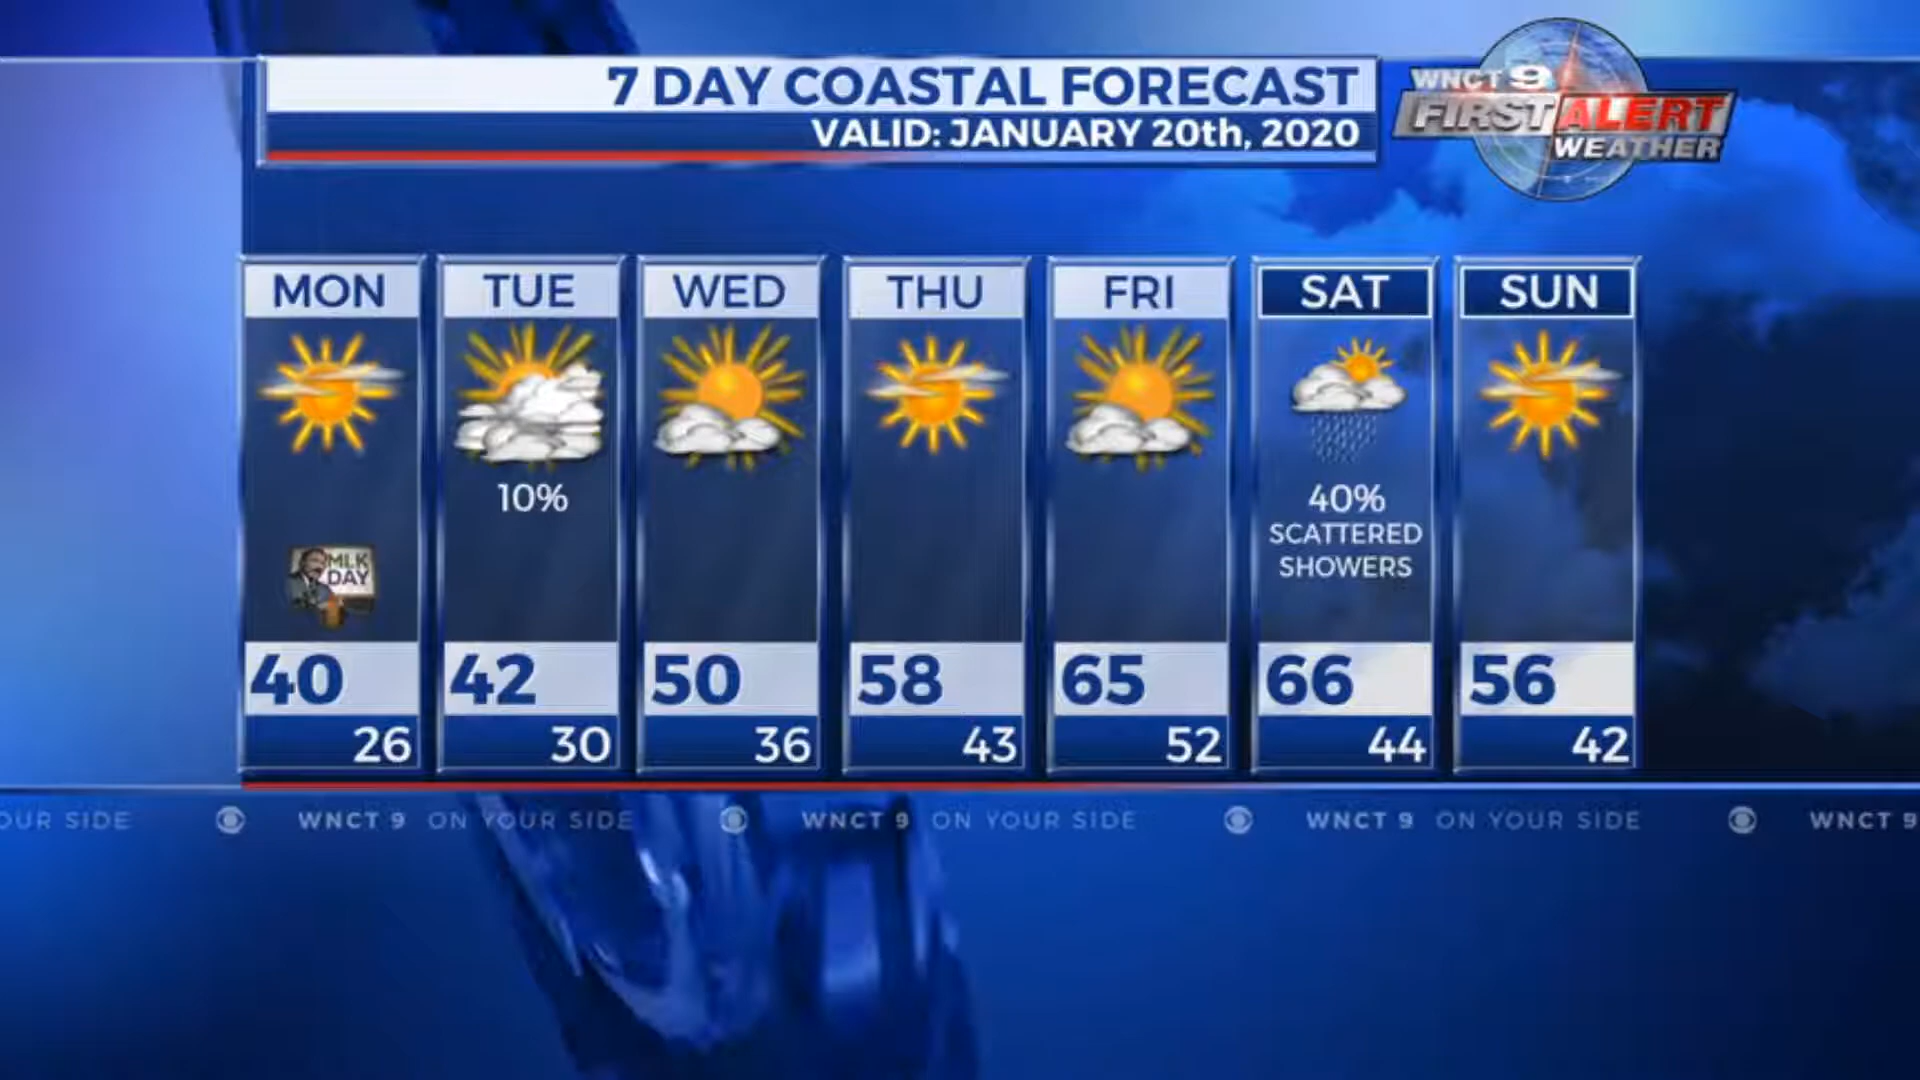 7 DAY COASTAL FORECAST
VALID: JANUARY 20th, 2020
WNCT 9
FIRST ALERT
WEATHER
MON
TUE
WED
THU
FRI
SAT
SUN
10%
40%
SCATTERED
SHOWERS
MLK
DAY
40
42
50
58
65
66
56
26
30
36
43
52
44
42
OUR SIDE WNCT 9 ON YOUR SIDE WNCT 9 ON YOUR SIDE WNCT 9 ON YOUR SIDE WNCT 9